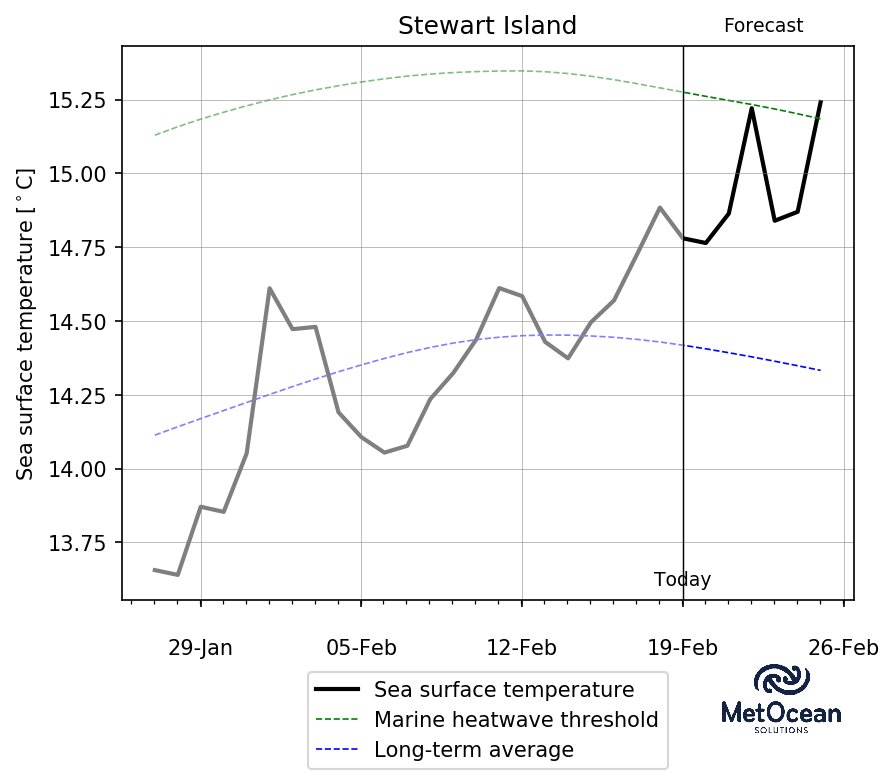 Stewart Island
Forecast
Sea surface temperature [°C]
15.25
15.00
14.75
14.50
14.25
14.00
13.75
Today
29-Jan
05-Feb
12-Feb
19-Feb
26-Feb
Sea surface temperature
Marine heatwave threshold
Long-term average
MetOcean
SOLUTIONS